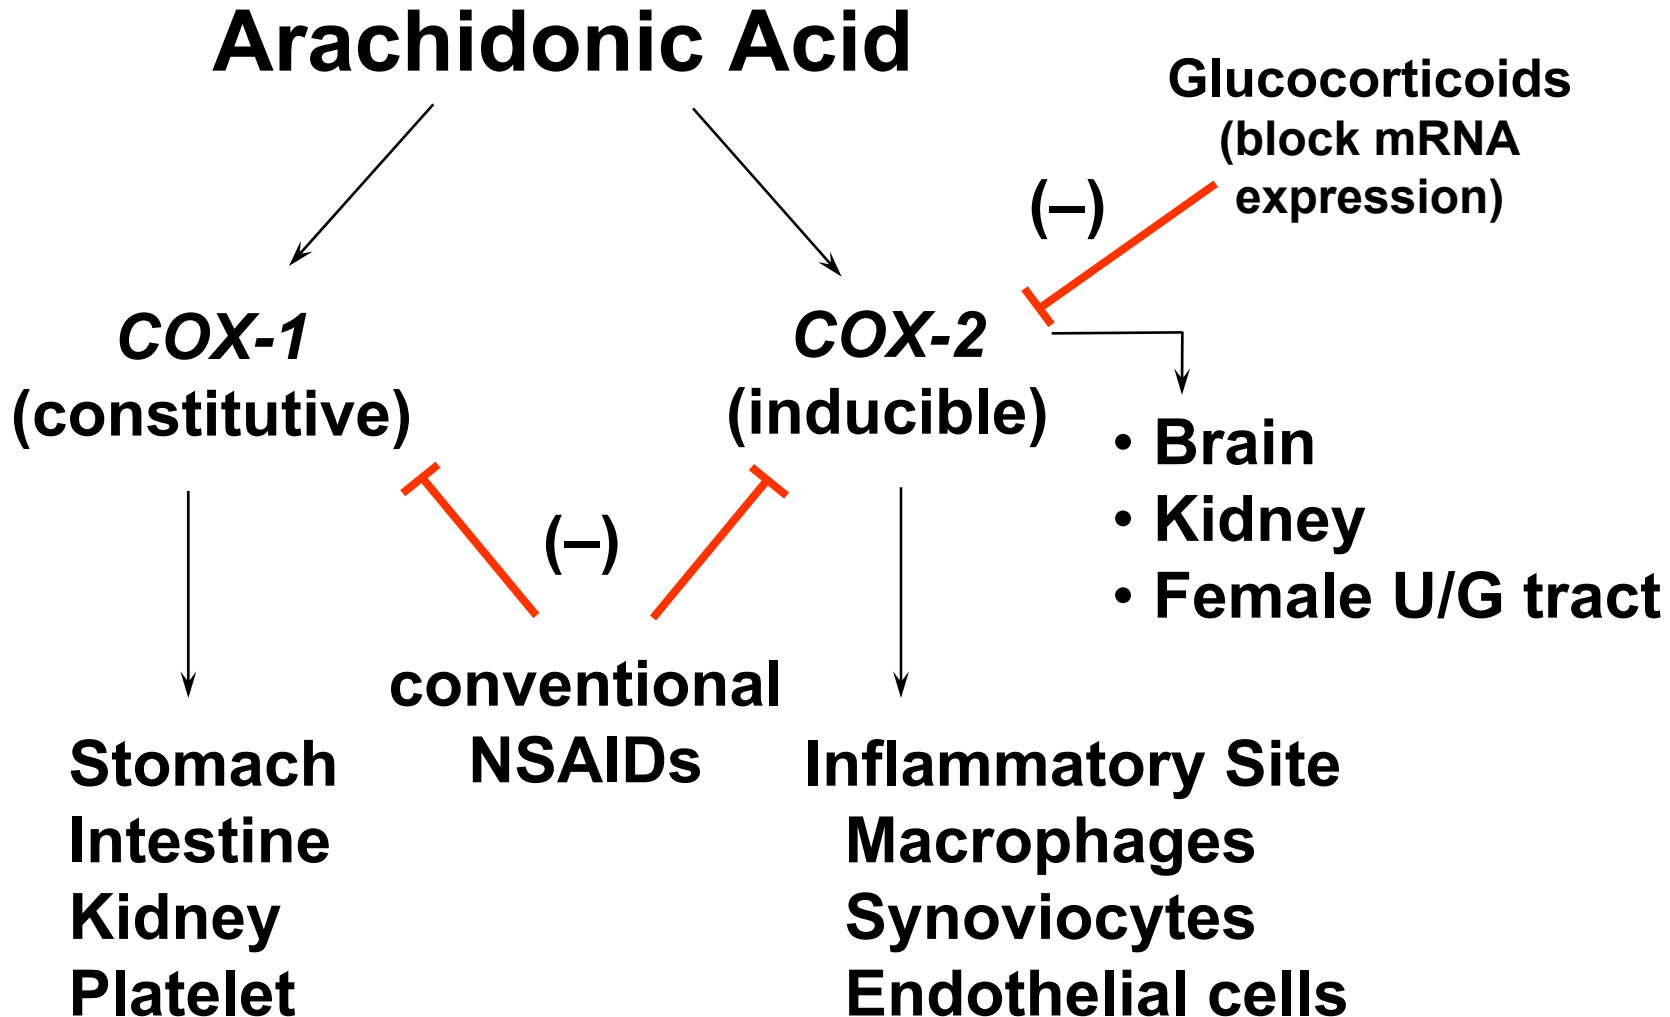 Arachidonic Acid
Glucocorticoids
(block mRNA
expression)
(–)
COX-1
(constitutive)
COX-2
(inducible)
• Brain
• Kidney
• Female U/G tract
(–)
conventional
NSAIDs
Stomach
Intestine
Kidney
Platelet
Inflammatory Site
Macrophages
Synoviocytes
Endothelial cells